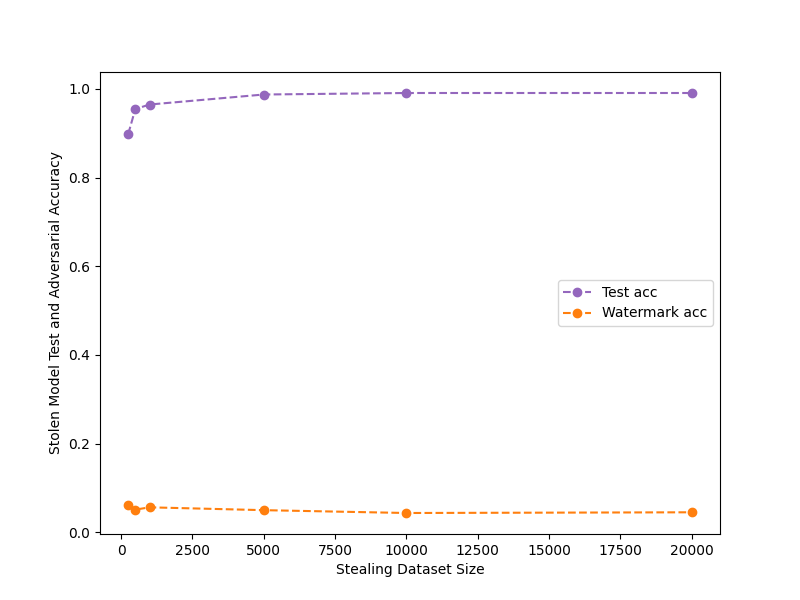 1.0
0.8
0.6
0.4
0.2
0.0
Stolen Model Test and Adversarial Accuracy
Test acc
Watermark acc
0 2500 5000 7500 10000 12500 15000 17500 20000
Stealing Dataset Size